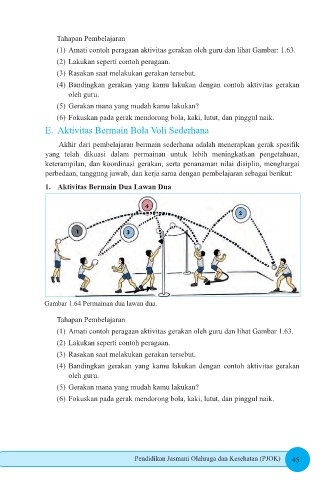 Tahapan Pembelajaran
(1) Amati contoh peragaan aktivitas gerakan oleh guru dan lihat Gambar: 1.63.
(2) Lakukan seperti contoh peragaan.
(3) Rasakan saat melakukan gerakan tersebut.
(4) Bandingkan gerakan yang kamu lakukan dengan contoh aktivitas gerakan
oleh guru.
(5) Gerakan mana yang mudah kamu lakukan?
(6) Fokuskan pada gerak mendorong bola, kaki, lutut, dan pinggul naik.
E. Aktivitas Bermain Bola Voli Sederhana
Akhir dari pembelajaran bermain sederhana adalah menerapkan gerak spesifik
yang telah dikuasi dalam permainan untuk lebih meningkatkan pengetahuan,
keterampilan, dan koordinasi gerakan, serta penanaman nilai disiplin, menghargai
perbedaan, tanggung jawab, dan kerja sama dengan pembelajaran sebagai berikut:
1. Aktivitas Bermain Dua Lawan Dua
4
2
1
3
Gambar 1.64 Permainan dua lawan dua.
Tahapan Pembelajaran
(1) Amati contoh peragaan aktivitas gerakan oleh guru dan lihat Gambar 1.63.
(2) Lakukan seperti contoh peragaan.
(3) Rasakan saat melakukan gerakan tersebut.
(4) Bandingkan gerakan yang kamu lakukan dengan contoh aktivitas gerakan
oleh guru.
(5) Gerakan mana yang mudah kamu lakukan?
(6) Fokuskan pada gerak mendorong bola, kaki, lutut, dan pinggul naik.
Pendidikan Jasmani Olahraga dan Kesehatan (PJOK) 45